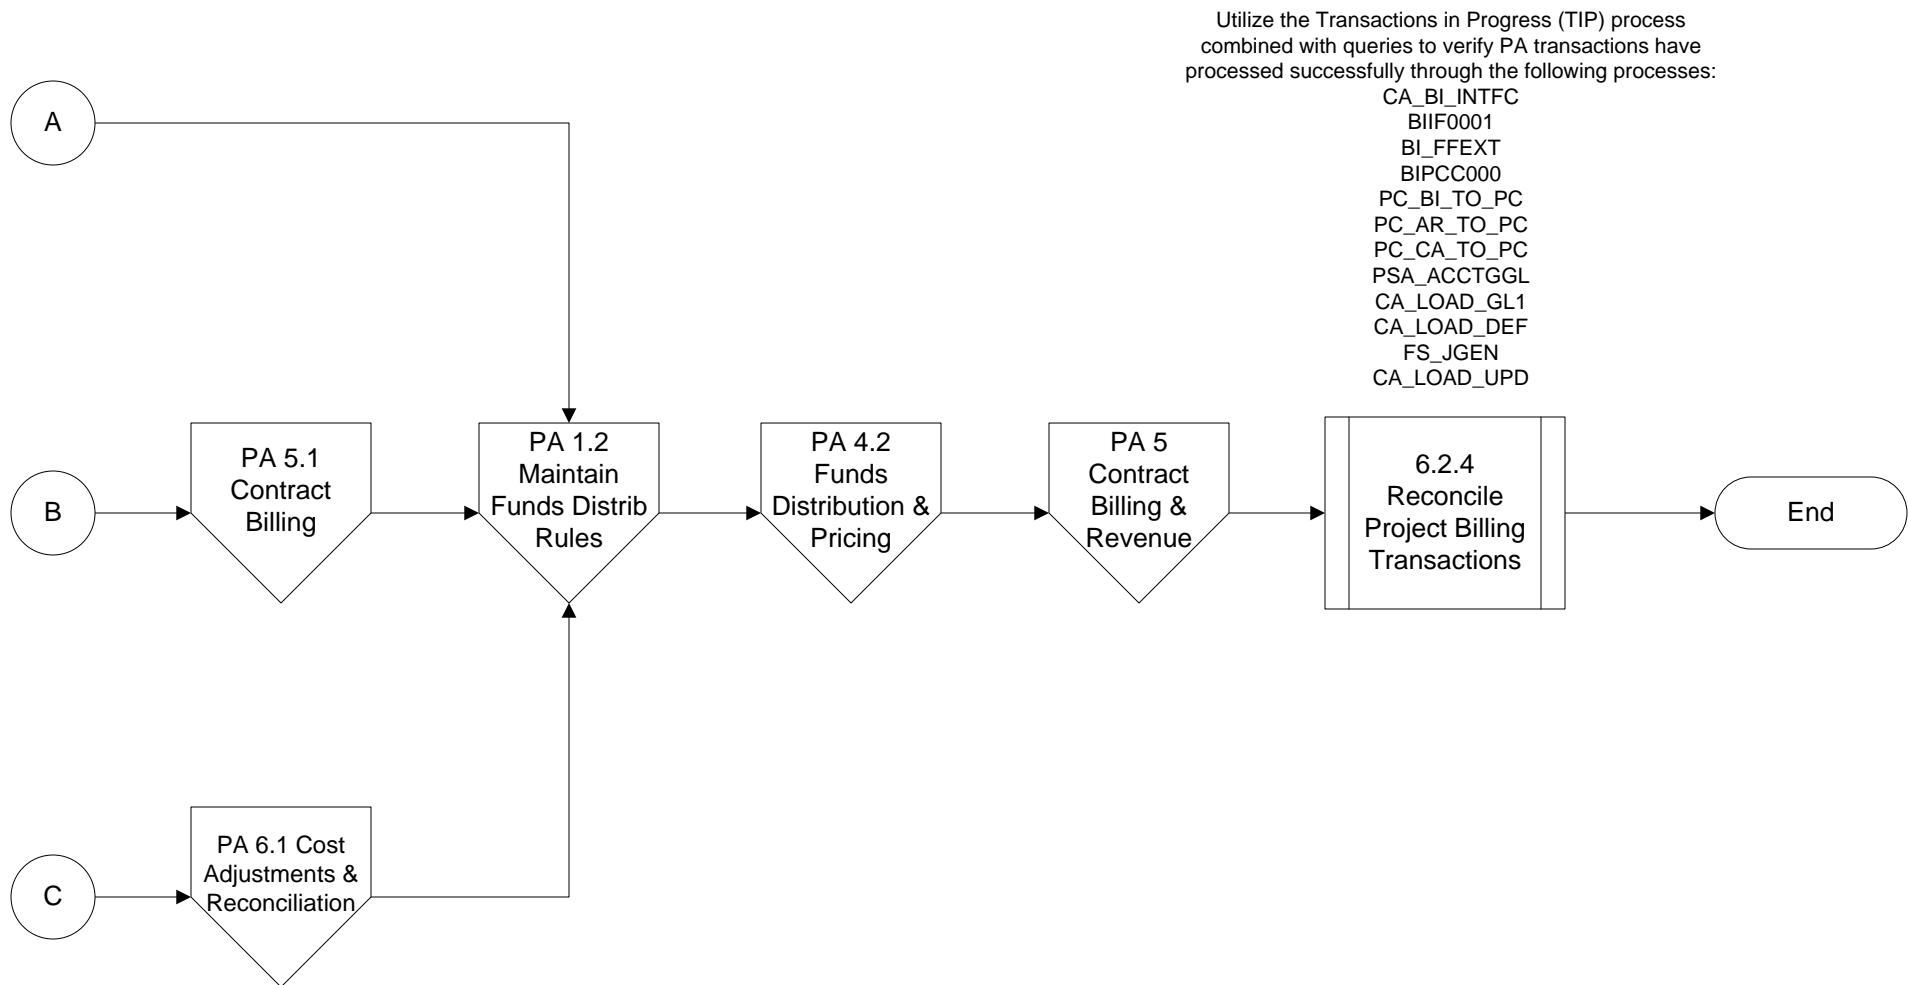 Utilize the Transactions in Progress (TIP) process
combined with queries to verify PA transactions have
processed successfully through the following processes:
CA_BI_INTFC
BIIF0001
BI_FFEXT
BIPCC000
PC_BI_TO_PC
PC_AR_TO_PC
PC_CA_TO_PC
PSA_ACCTGGL
CA_LOAD_GL1
CA_LOAD_DEF
FS_JGEN
CA_LOAD_UPD
A
B
PA 5.1
Contract
Billing
PA 1.2
Maintain
Funds Distrib
Rules
PA 4.2
Funds
Distribution &
Pricing
PA 5
Contract
Billing &
Revenue
6.2.4
Reconcile
Project Billing
Transactions
End
C
PA 6.1 Cost
Adjustments &
Reconciliation